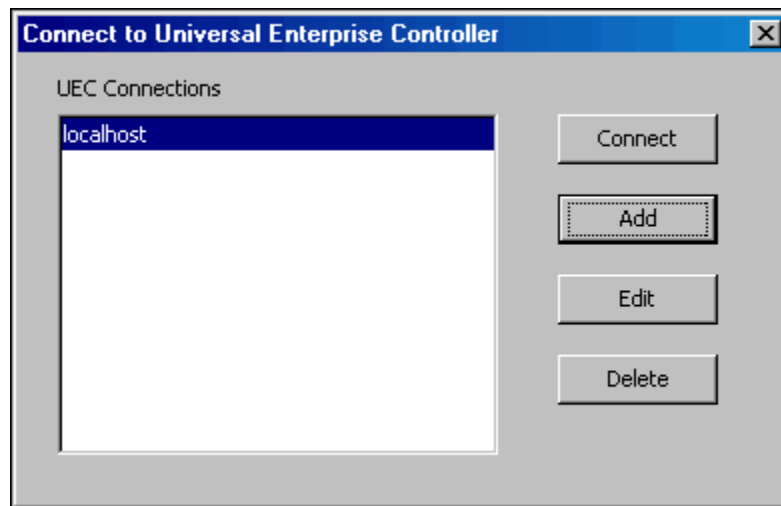 Connect to Universal Enterprise Controller
UEC Connections
localhost
Connect
Add
Edit
Delete